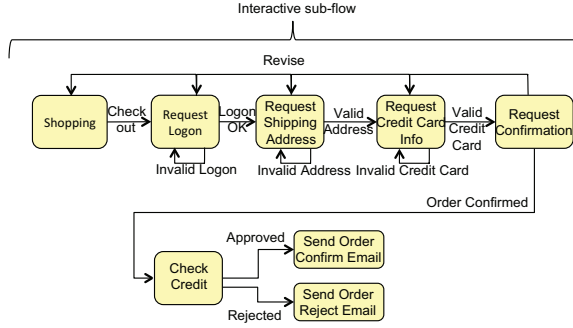 Interactive sub-flow
Revise
Shopping
Check
out
Request
Logon
Logon
OK
Request
Shipping
Address
Valid
Address
Request
Credit Card
Info
Valid
Credit
Card
Request
Confirmation
Invalid Logon
Invalid Address
Invalid Credit Card
Order Confirmed
Check
Credit
Approved
Send Order
Confirm Email
Rejected
Send Order
Reject Email